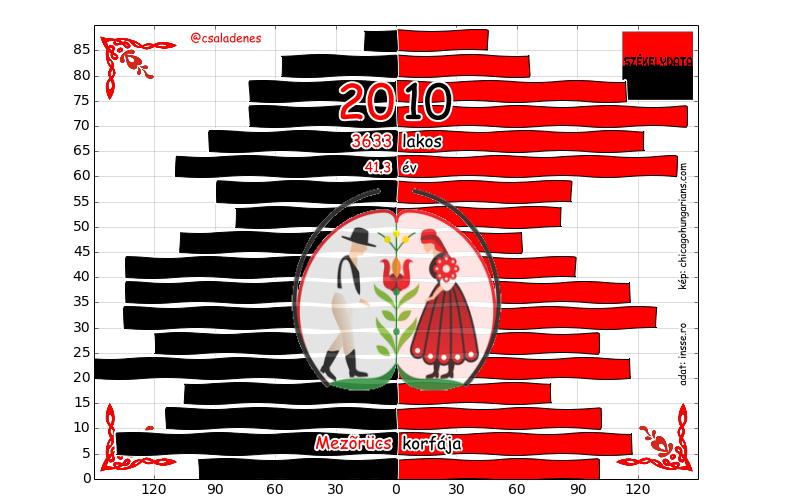 @csaladenes
SZÉKELYDATA
2010
3633 lakos
41,3 év
kép: chicagohungarians.com
adat: insse.ro
Mezőrücs korfája
85
80
75
70
65
60
55
50
45
40
35
30
25
20
15
10
5
0
120 90 60 30 0 30 60 90 120